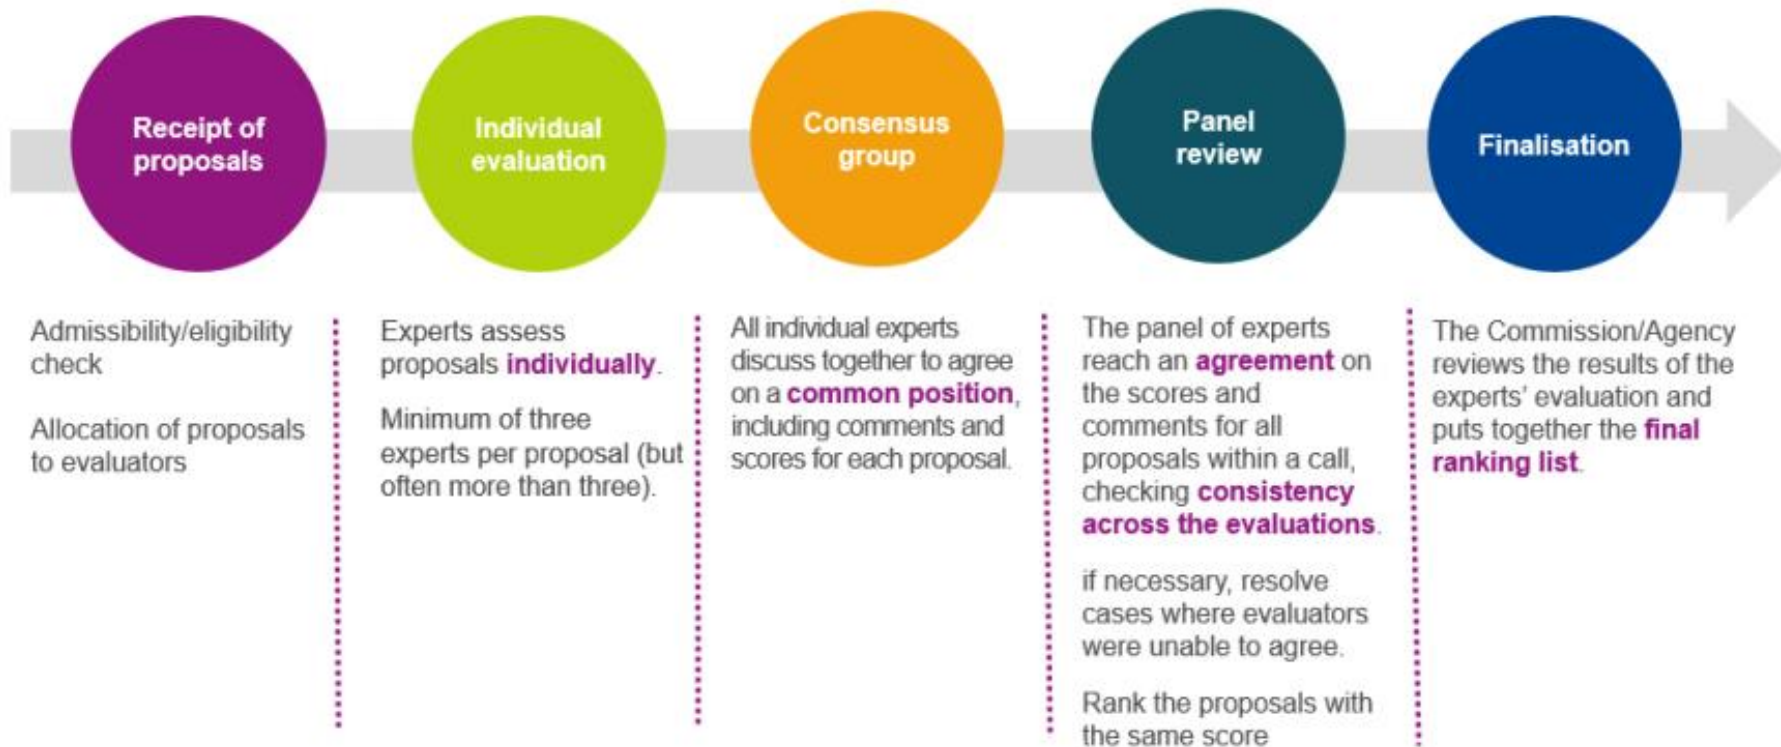 Receipt of
proposals
Individual
evaluation
Consensus
group
Panel
review
Finalisation
Admissibility/eligibility
check
Allocation of proposals
to evaluators
Experts assess
proposals individually.
Minimum of three
experts per proposal (but
often more than three).
All individual experts
discuss together to agree
on a common position,
including comments and
scores for each proposal.
The panel of experts
reach an agreement on
the scores and
comments for all
proposals within a call,
checking consistency
across the evaluations.
if necessary, resolve
cases where evaluators
were unable to agree.
Rank the proposals with
the same score
The Commission/Agency
reviews the results of the
experts' evaluation and
puts together the final
ranking list.